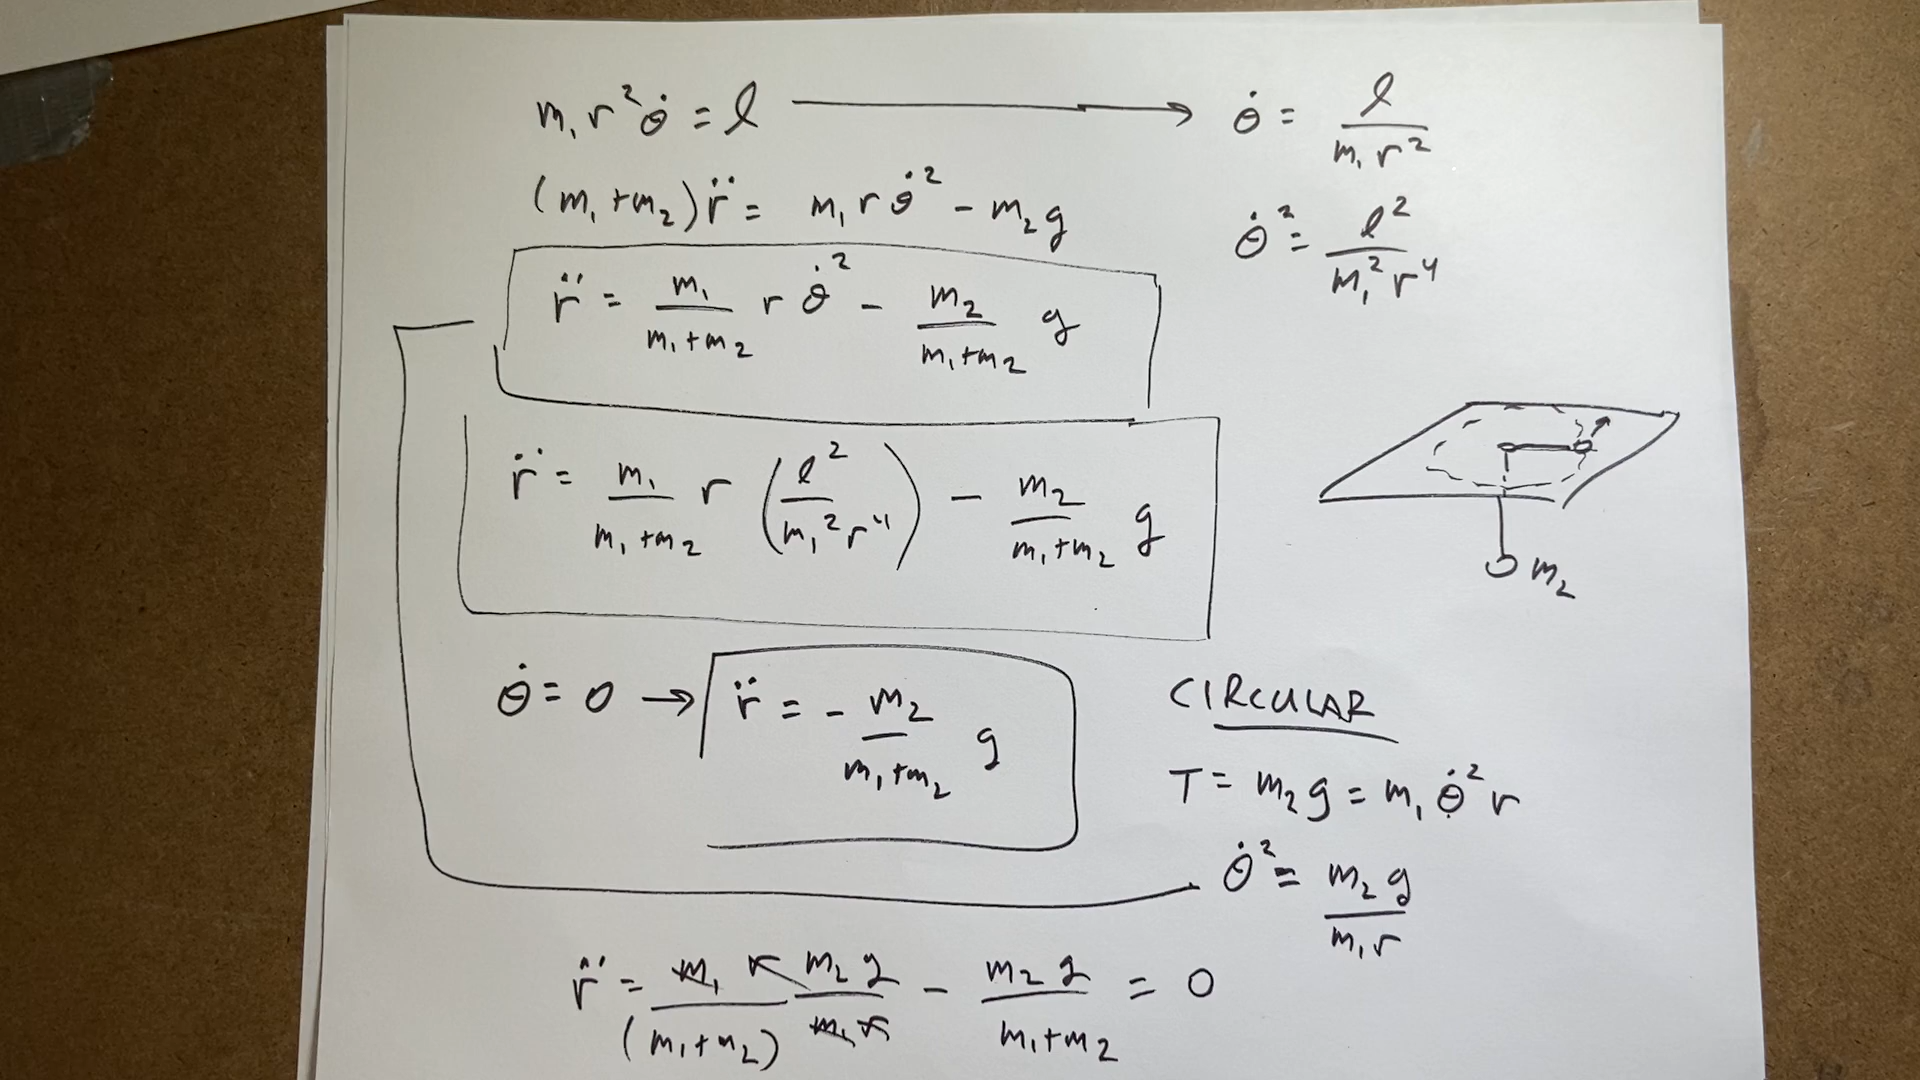 m₁r²θ̇ = l ⟶ θ̇ = l / (m₁r²)
(m₁+m₂)r̈ = m₁rθ̇² − m₂g
θ̇² = l² / (m₁²r⁴)
r̈ = m₁/(m₁+m₂) r θ̇² − m₂/(m₁+m₂) g
r̈ = m₁/(m₁+m₂) r (l²/(m₁²r⁴)) − m₂/(m₁+m₂) g
m₂
θ̇ = 0 → r̈ = − m₂/(m₁+m₂) g
CIRCULAR
T = m₂g = m₁θ̇²r
θ̇² = m₂g / (m₁r)
r̈ = m₁ r/(m₁+m₂) m₂g/(m₁r) − m₂g/(m₁+m₂) = 0